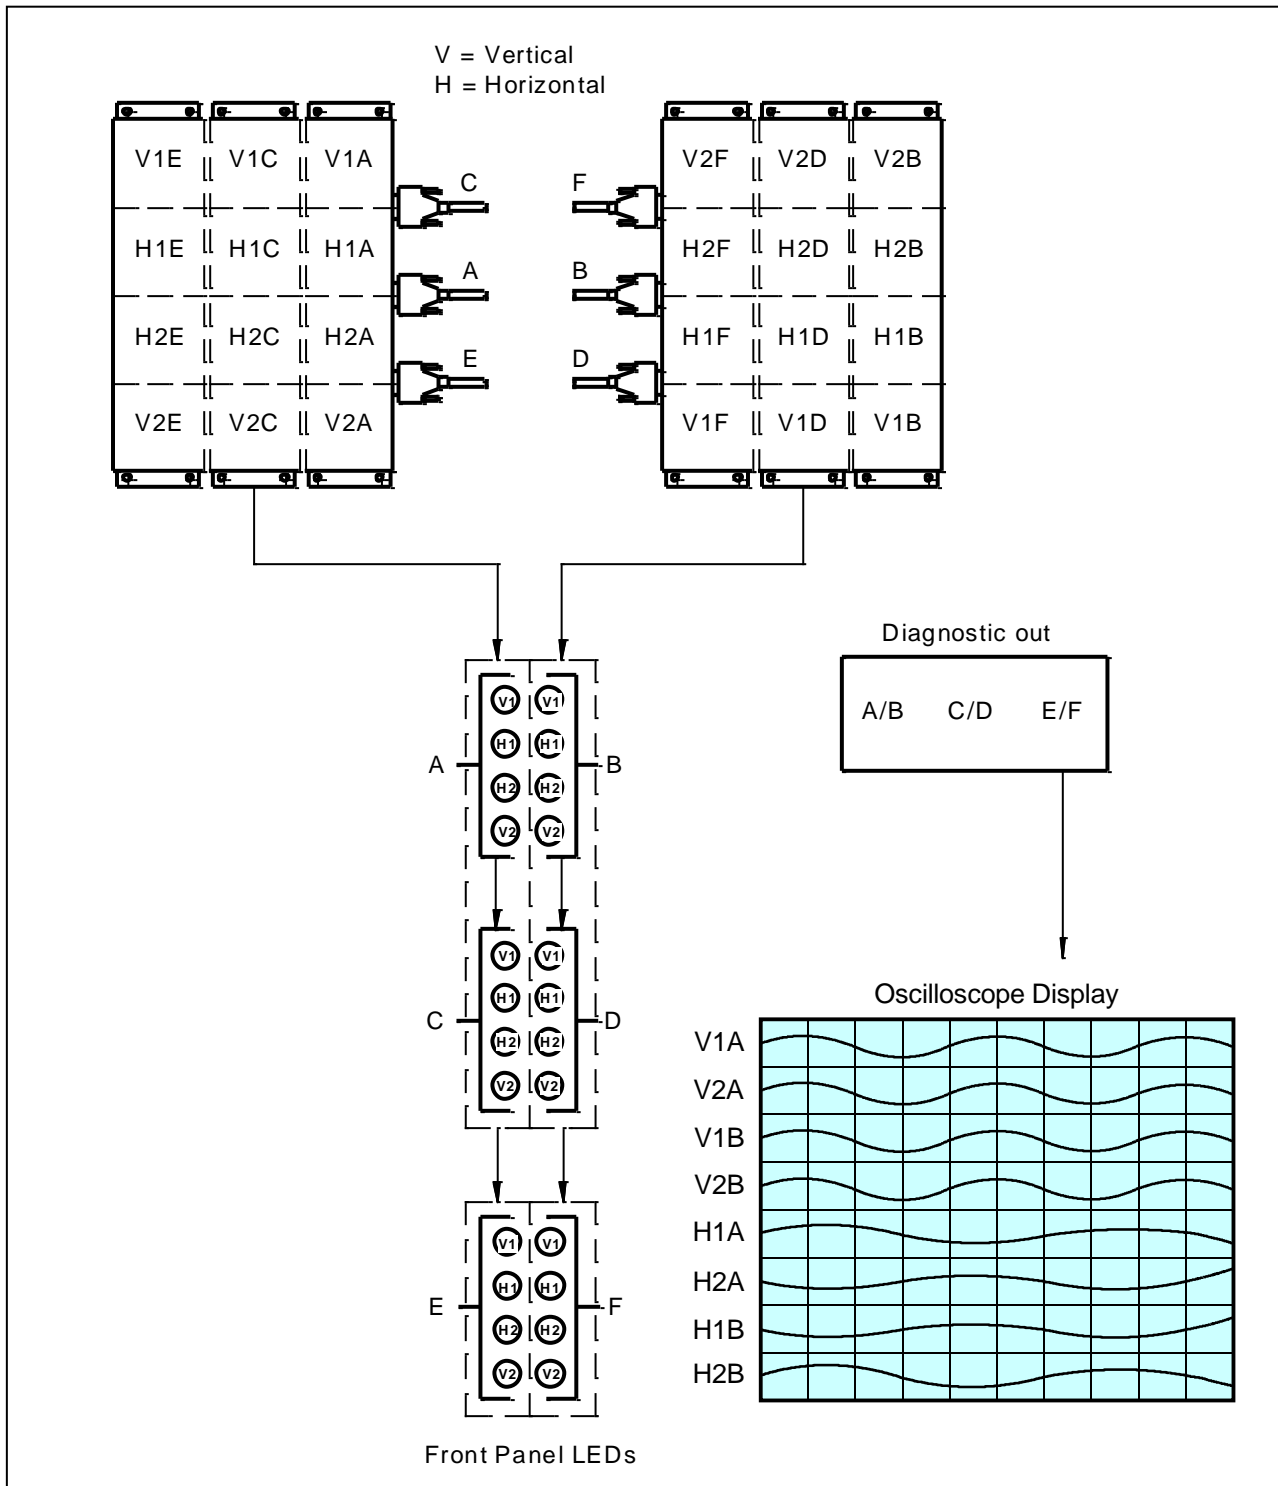 V = Vertical
H = Horizontal
V1E V1C V1A
H1E H1C H1A
H2E H2C H2A
V2E V2C V2A
C F
A B
E D
V2F V2D V2B
H2F H2D H2B
H1F H1D H1B
V1F V1D V1B
A
V1 V1
H1 H1
H2 H2
V2 V2
B
C
V1 V1
H1 H1
H2 H2
V2 V2
D
E
V1 V1
H1 H1
H2 H2
V2 V2
F
Front Panel LEDs
Diagnostic out
A/B C/D E/F
Oscilloscope Display
V1A
V2A
V1B
V2B
H1A
H2A
H1B
H2B